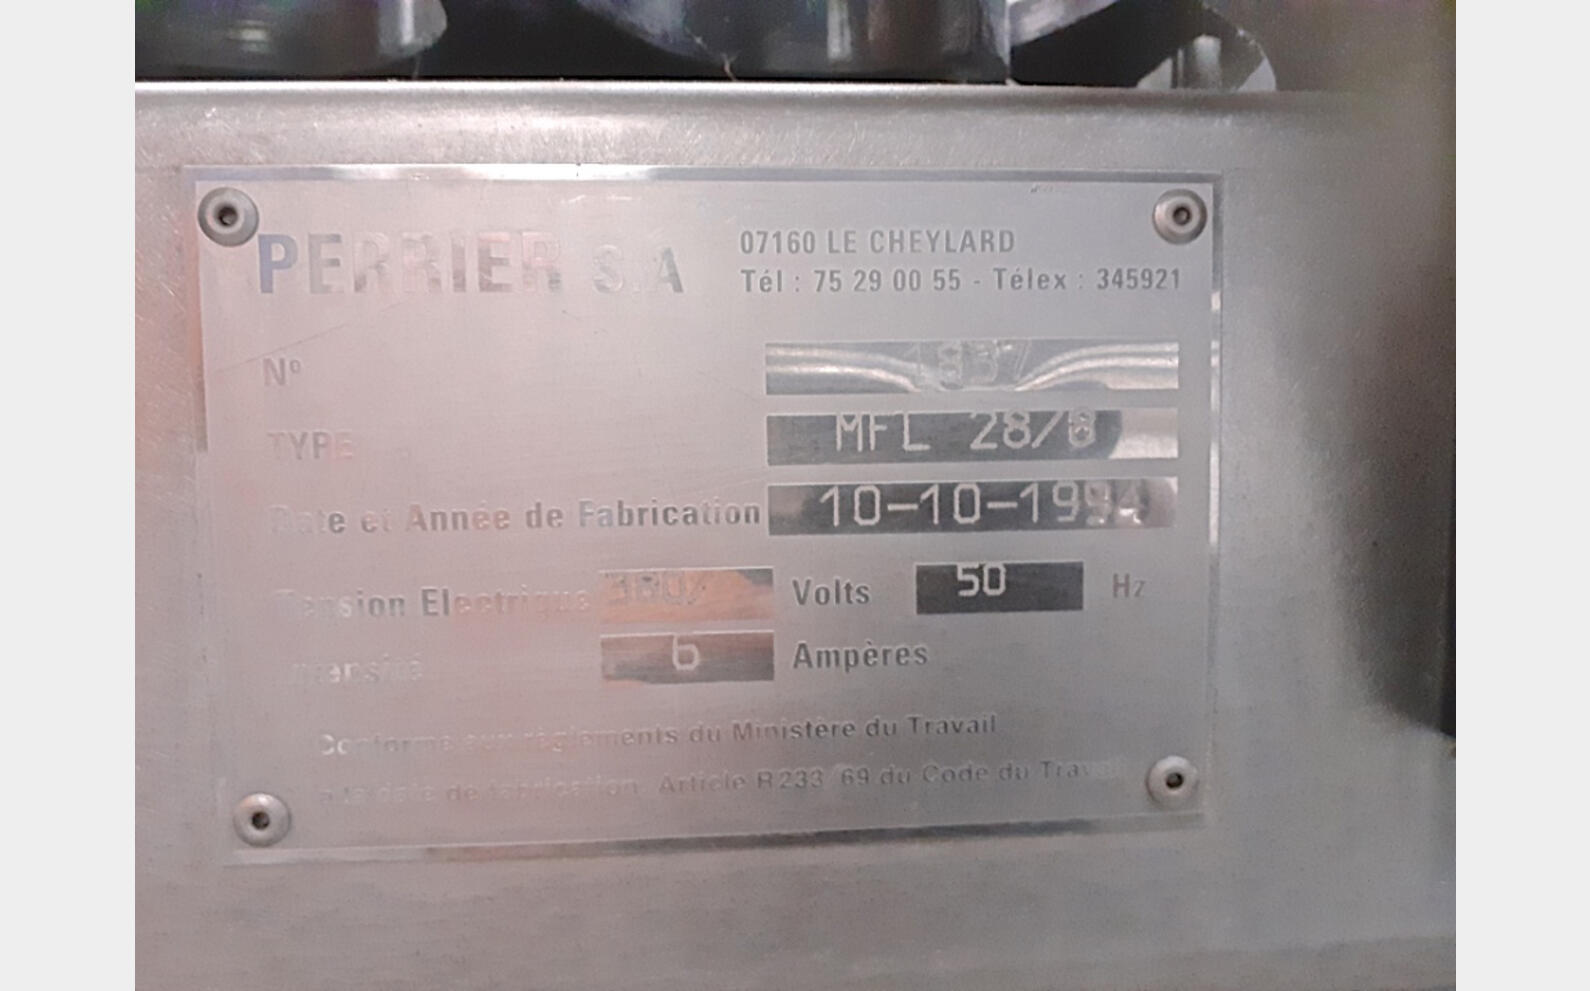 PERRIER S.A
07160 LE CHEYLARD
Tél : 75 29 00 55 - Télex : 345921
N°
TYPE MFL 28/8
Date et Année de Fabrication 10-10-1994
Tension Electrique 380/ Volts 50 Hz
Intensité 6 Ampères
Conforme aux règlements du Ministère du Travail
a la date de fabrication. Article R233/69 du Code du Travail